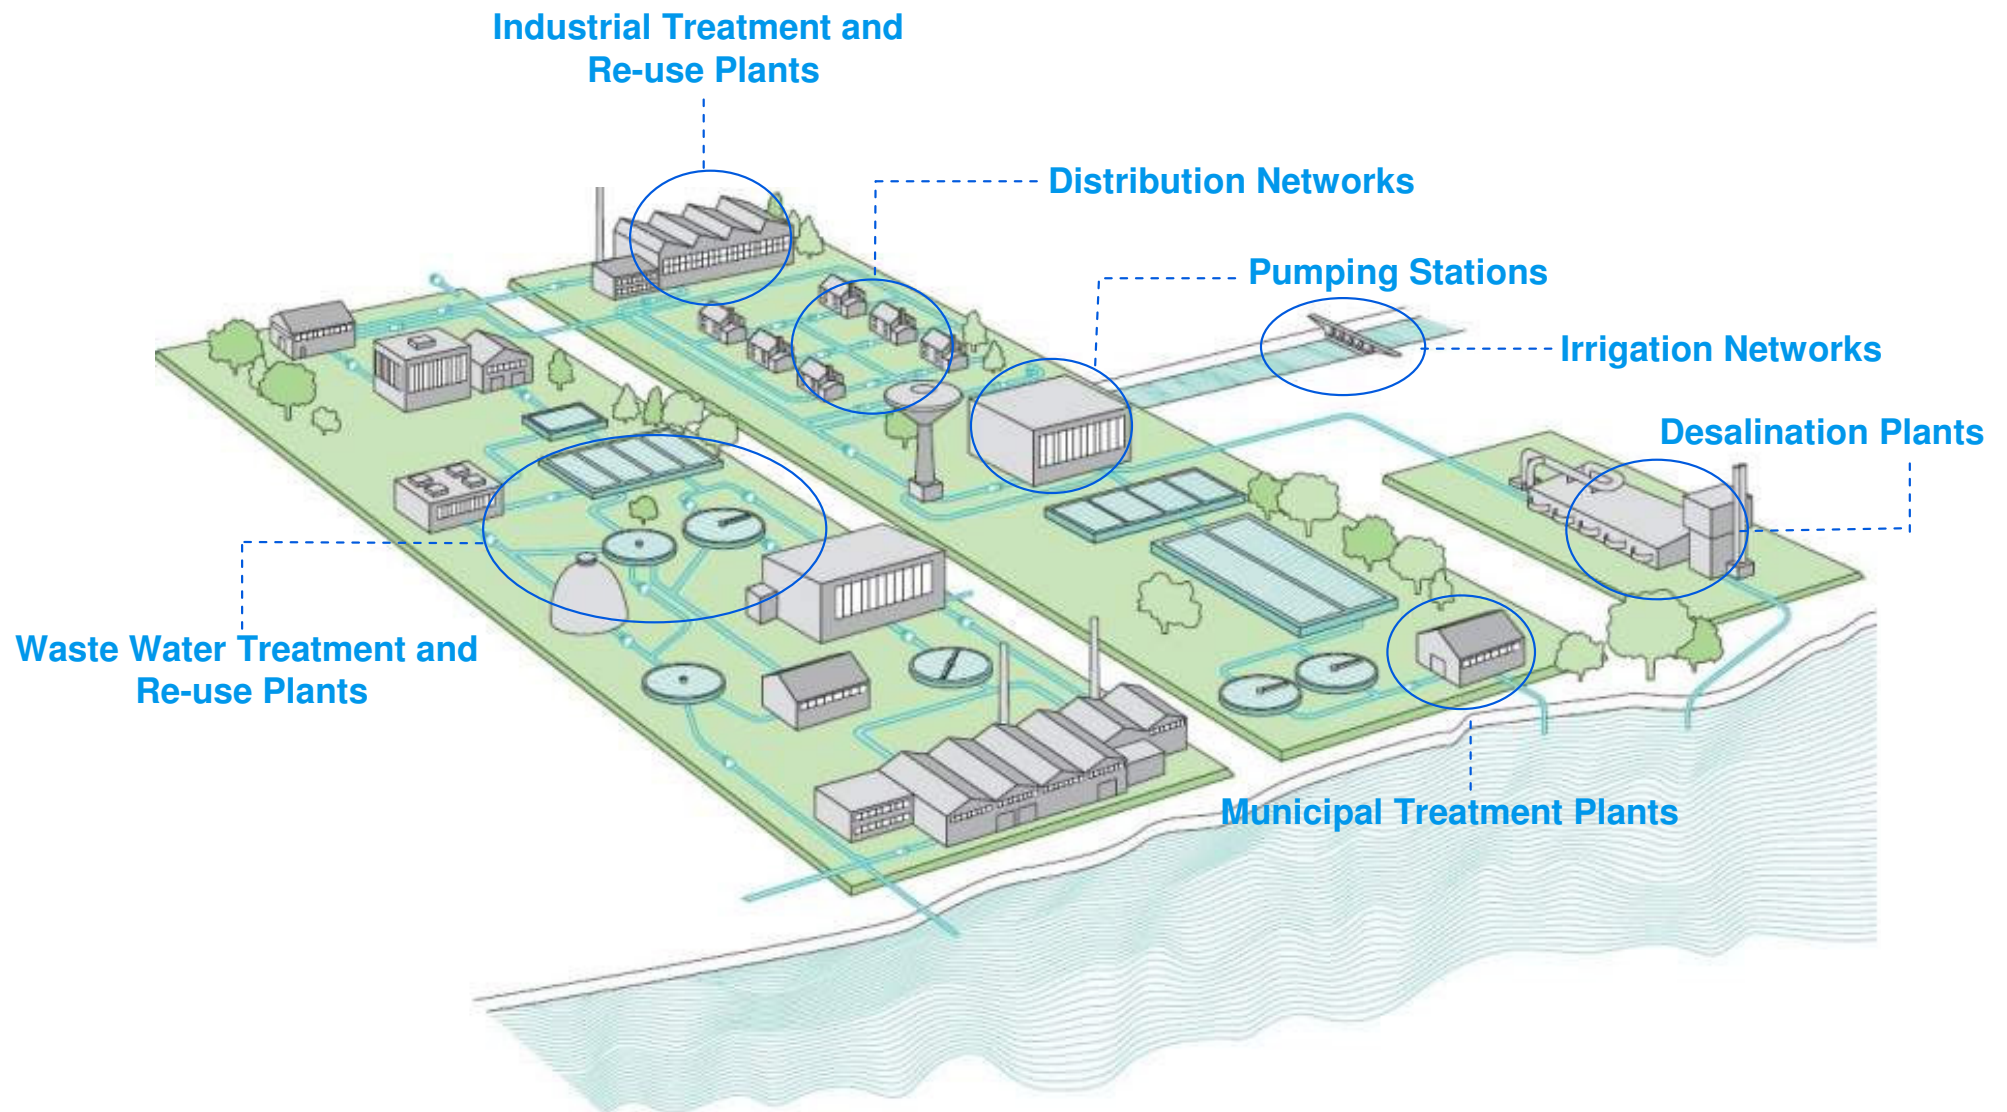 Industrial Treatment and
Re-use Plants
Distribution Networks
Pumping Stations
Irrigation Networks
Desalination Plants
Waste Water Treatment and
Re-use Plants
Municipal Treatment Plants